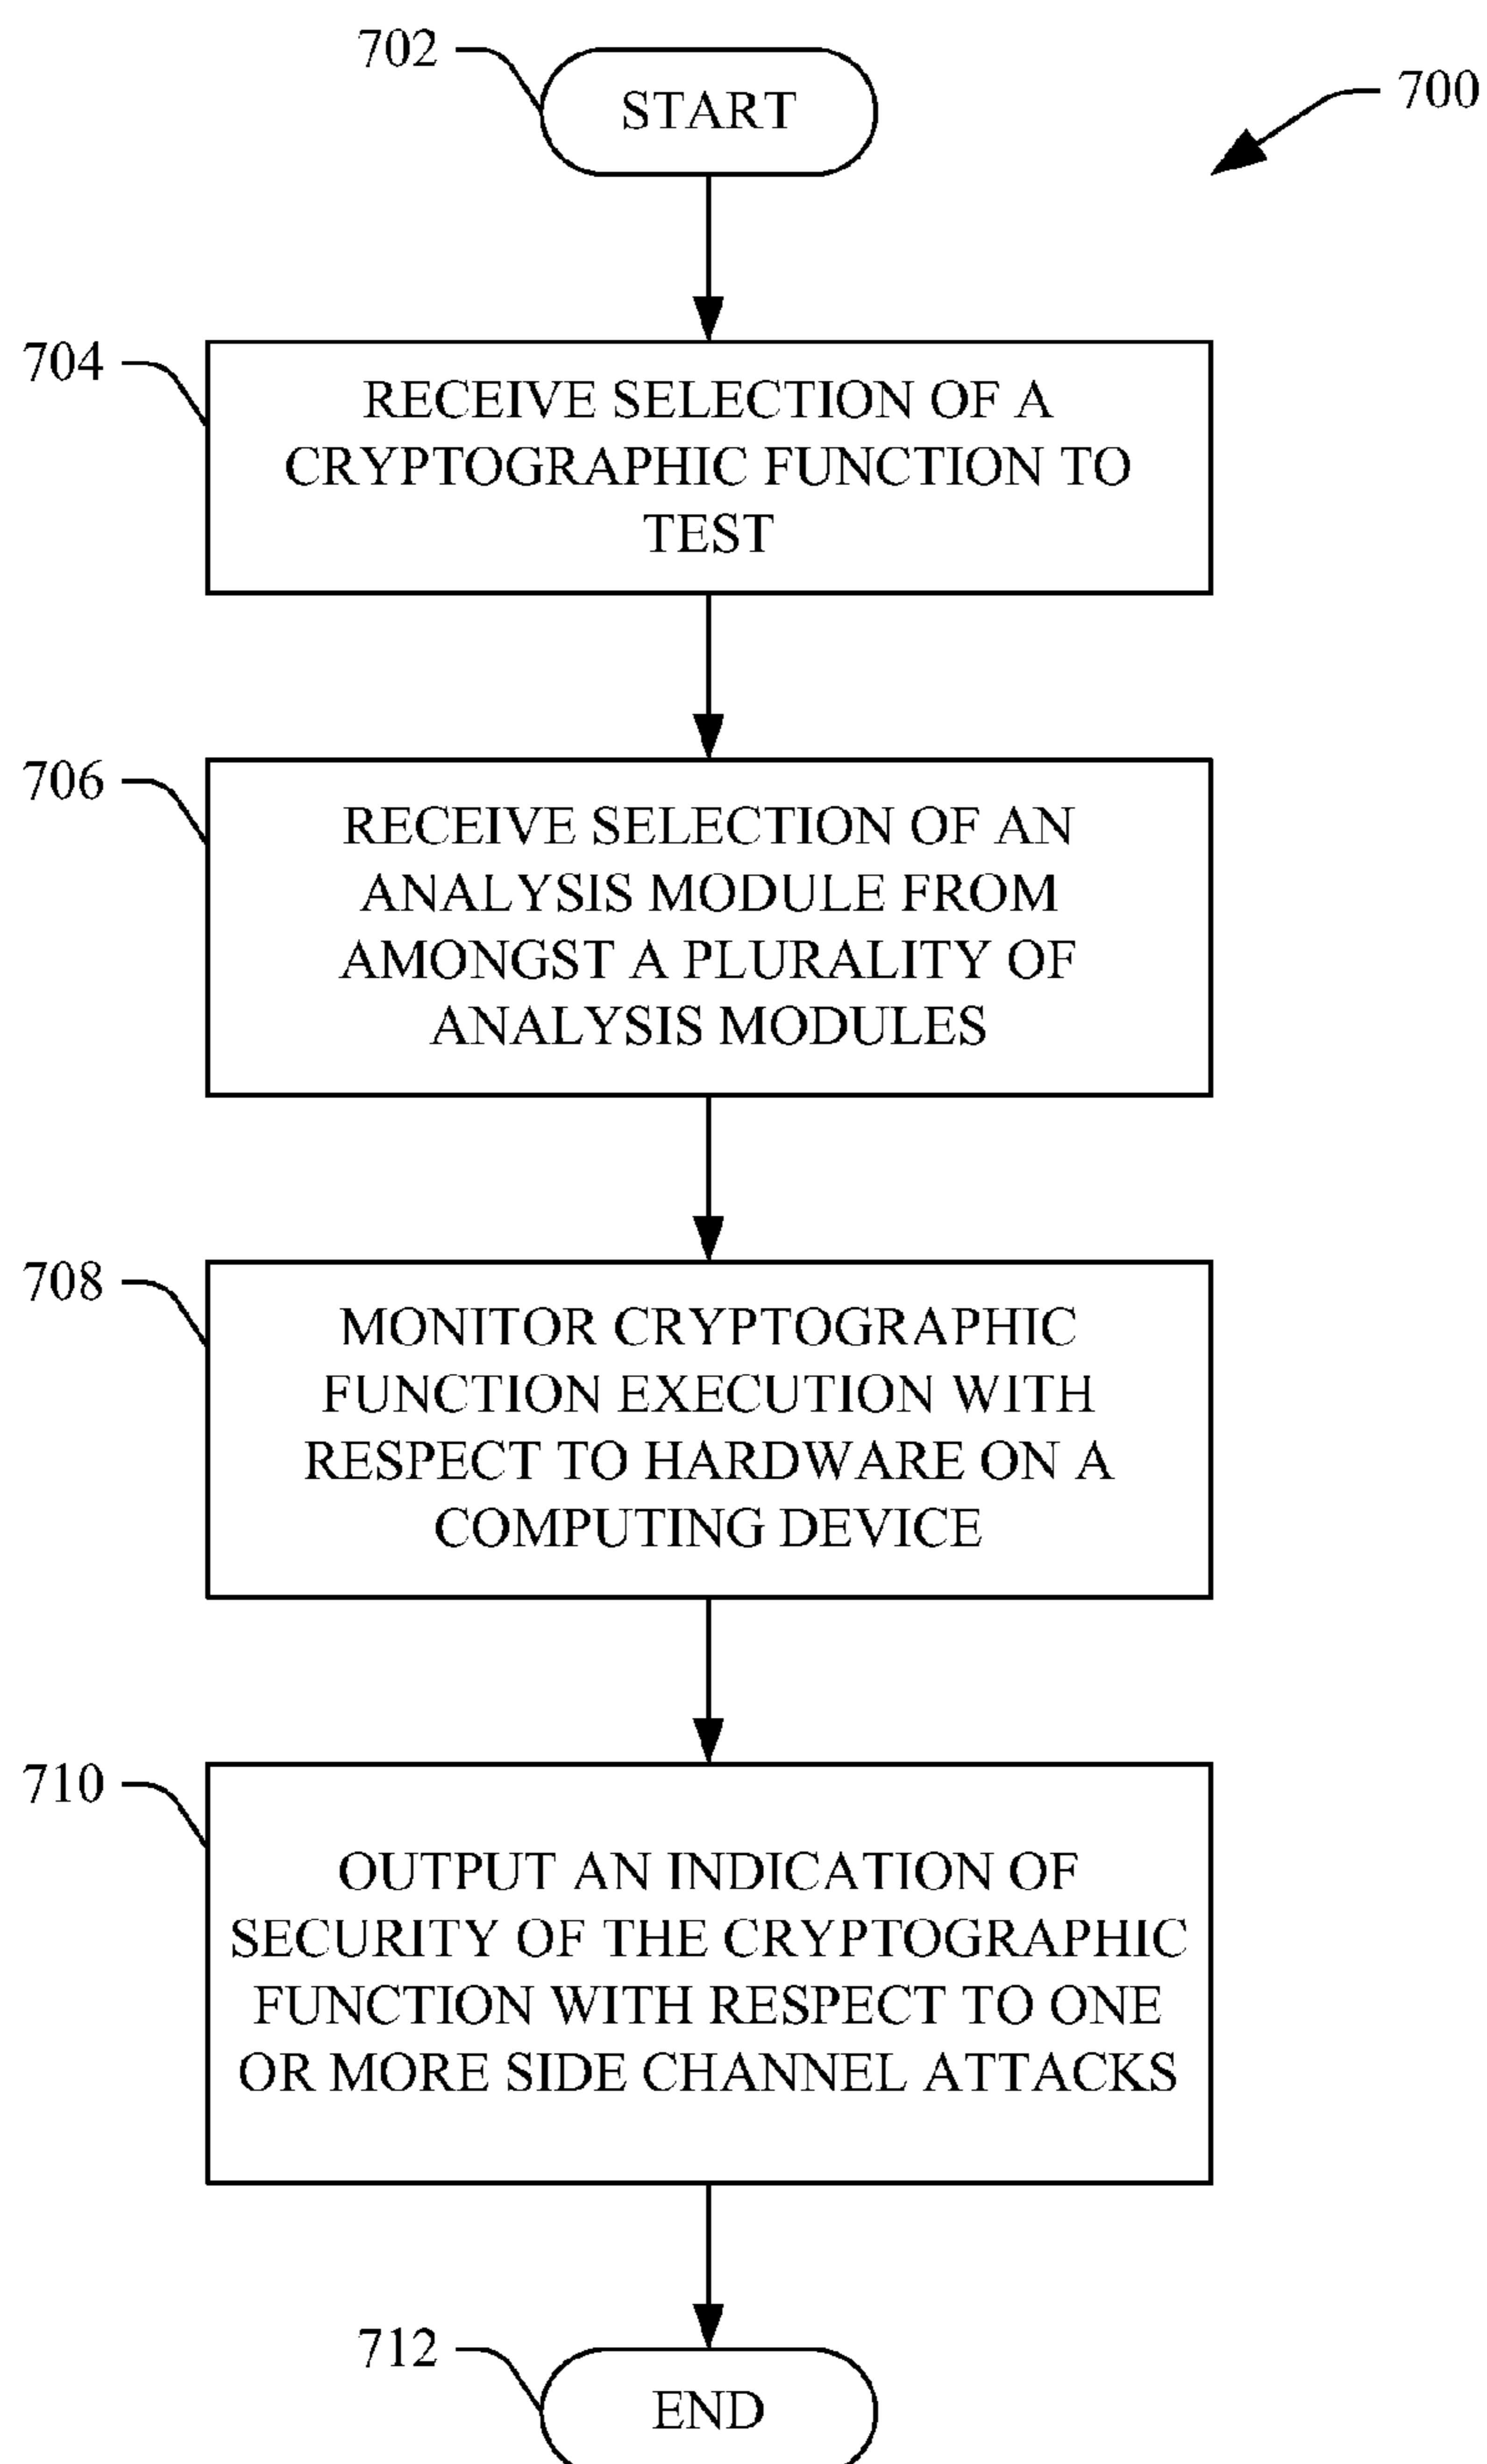 702
START
700
704
RECEIVE SELECTION OF A
CRYPTOGRAPHIC FUNCTION TO
TEST
706
RECEIVE SELECTION OF AN
ANALYSIS MODULE FROM
AMONGST A PLURALITY OF
ANALYSIS MODULES
708
MONITOR CRYPTOGRAPHIC
FUNCTION EXECUTION WITH
RESPECT TO HARDWARE ON A
COMPUTING DEVICE
710
OUTPUT AN INDICATION OF
SECURITY OF THE CRYPTOGRAPHIC
FUNCTION WITH RESPECT TO ONE
OR MORE SIDE CHANNEL ATTACKS
712
END